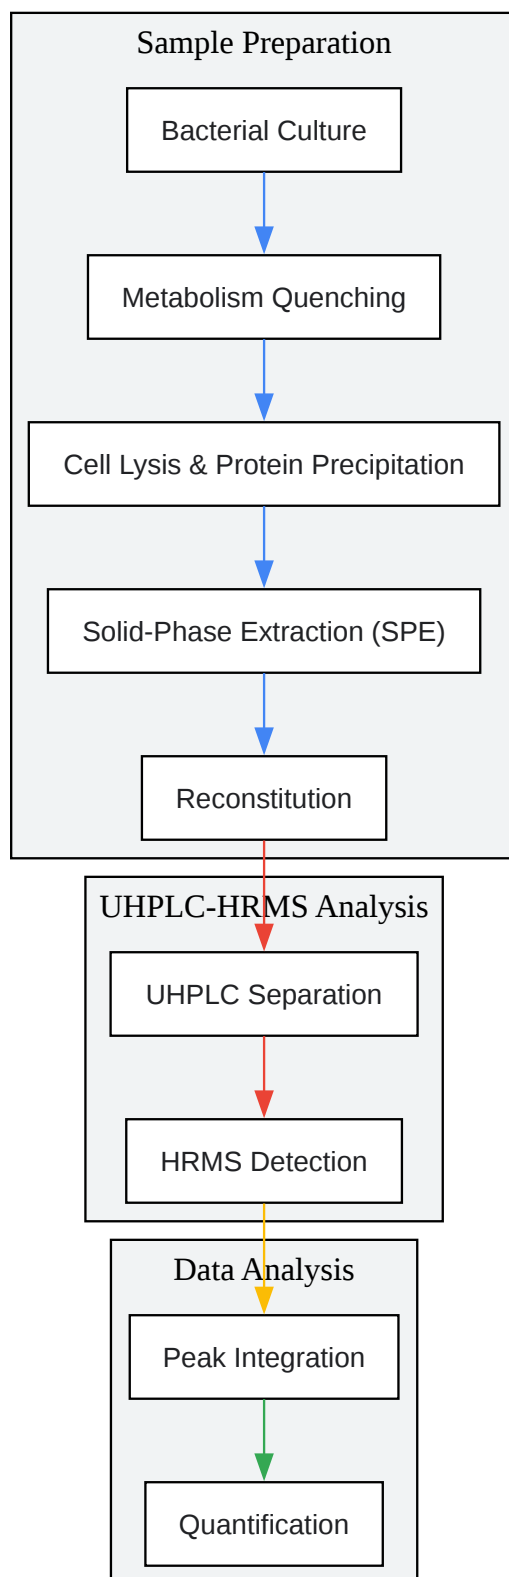 Sample Preparation
Bacterial Culture
Metabolism Quenching
Cell Lysis & Protein Precipitation
Solid-Phase Extraction (SPE)
Reconstitution
UHPLC-HRMS Analysis
UHPLC Separation
HRMS Detection
Data Analysis
Peak Integration
Quantification